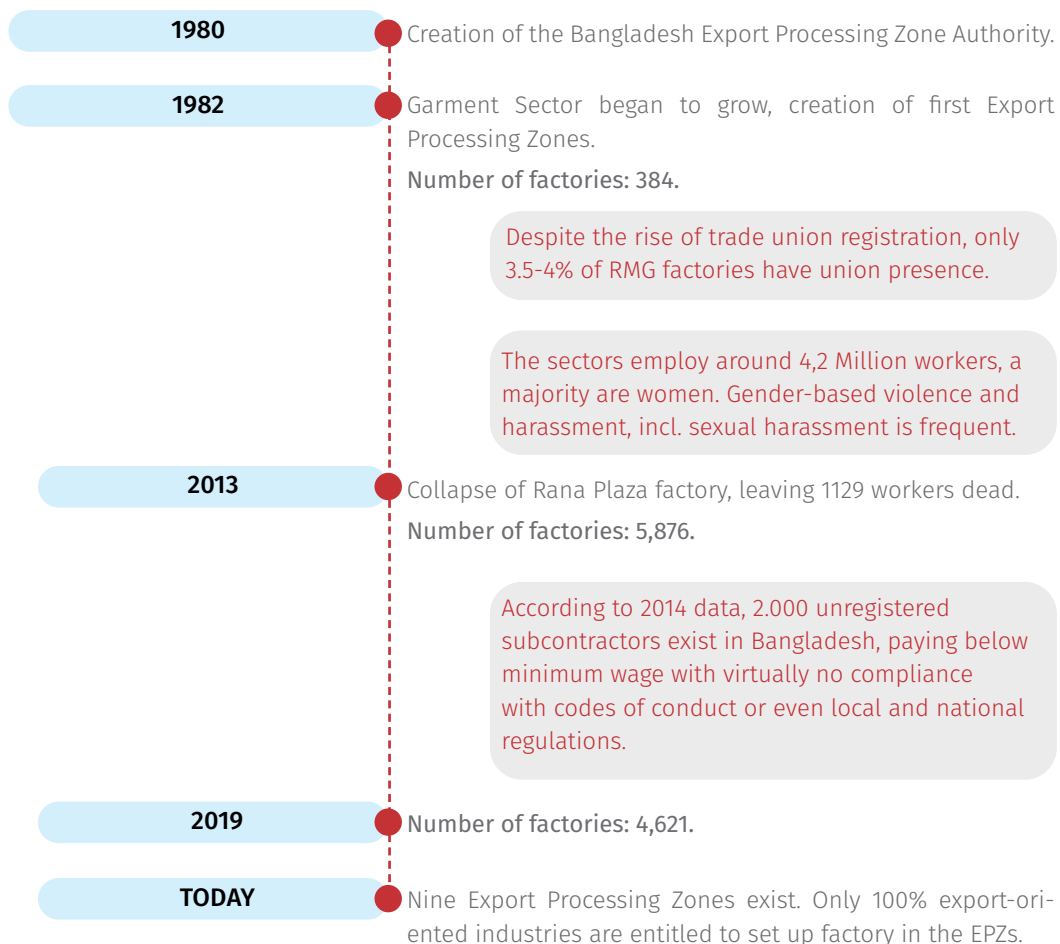 1980
Creation of the Bangladesh Export Processing Zone Authority.
1982
Garment Sector began to grow, creation of first Export
Processing Zones.
Number of factories: 384.
Despite the rise of trade union registration, only
3.5-4% of RMG factories have union presence.
The sectors employ around 4,2 Million workers, a
majority are women. Gender-based violence and
harassment, incl. sexual harassment is frequent.
2013
Collapse of Rana Plaza factory, leaving 1129 workers dead.
Number of factories: 5,876.
According to 2014 data, 2.000 unregistered
subcontractors exist in Bangladesh, paying below
minimum wage with virtually no compliance
with codes of conduct or even local and national
regulations.
2019
Number of factories: 4,621.
TODAY
Nine Export Processing Zones exist. Only 100% export-ori-
ented industries are entitled to set up factory in the EPZs.